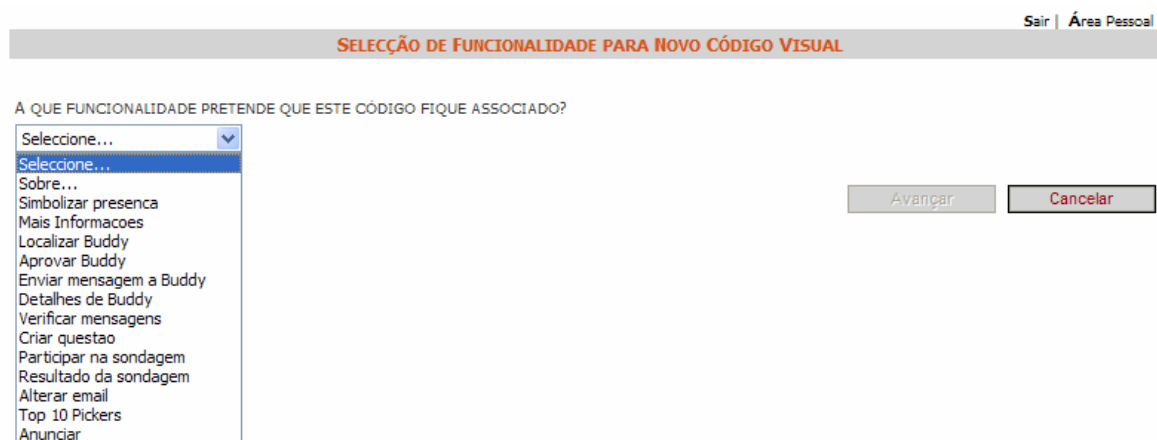 Sair | Área Pessoal
SELECÇÃO DE FUNCIONALIDADE PARA NOVO CÓDIGO VISUAL
A QUE FUNCIONALIDADE PRETENDE QUE ESTE CÓDIGO FIQUE ASSOCIADO?
Seleccione...
Seleccione...
Sobre...
Simbolizar presenca
Mais Informacoes
Localizar Buddy
Aprovar Buddy
Enviar mensagem a Buddy
Detalhes de Buddy
Verificar mensagens
Criar questao
Participar na sondagem
Resultado da sondagem
Alterar email
Top 10 Pickers
Anunciar
Avançar
Cancelar